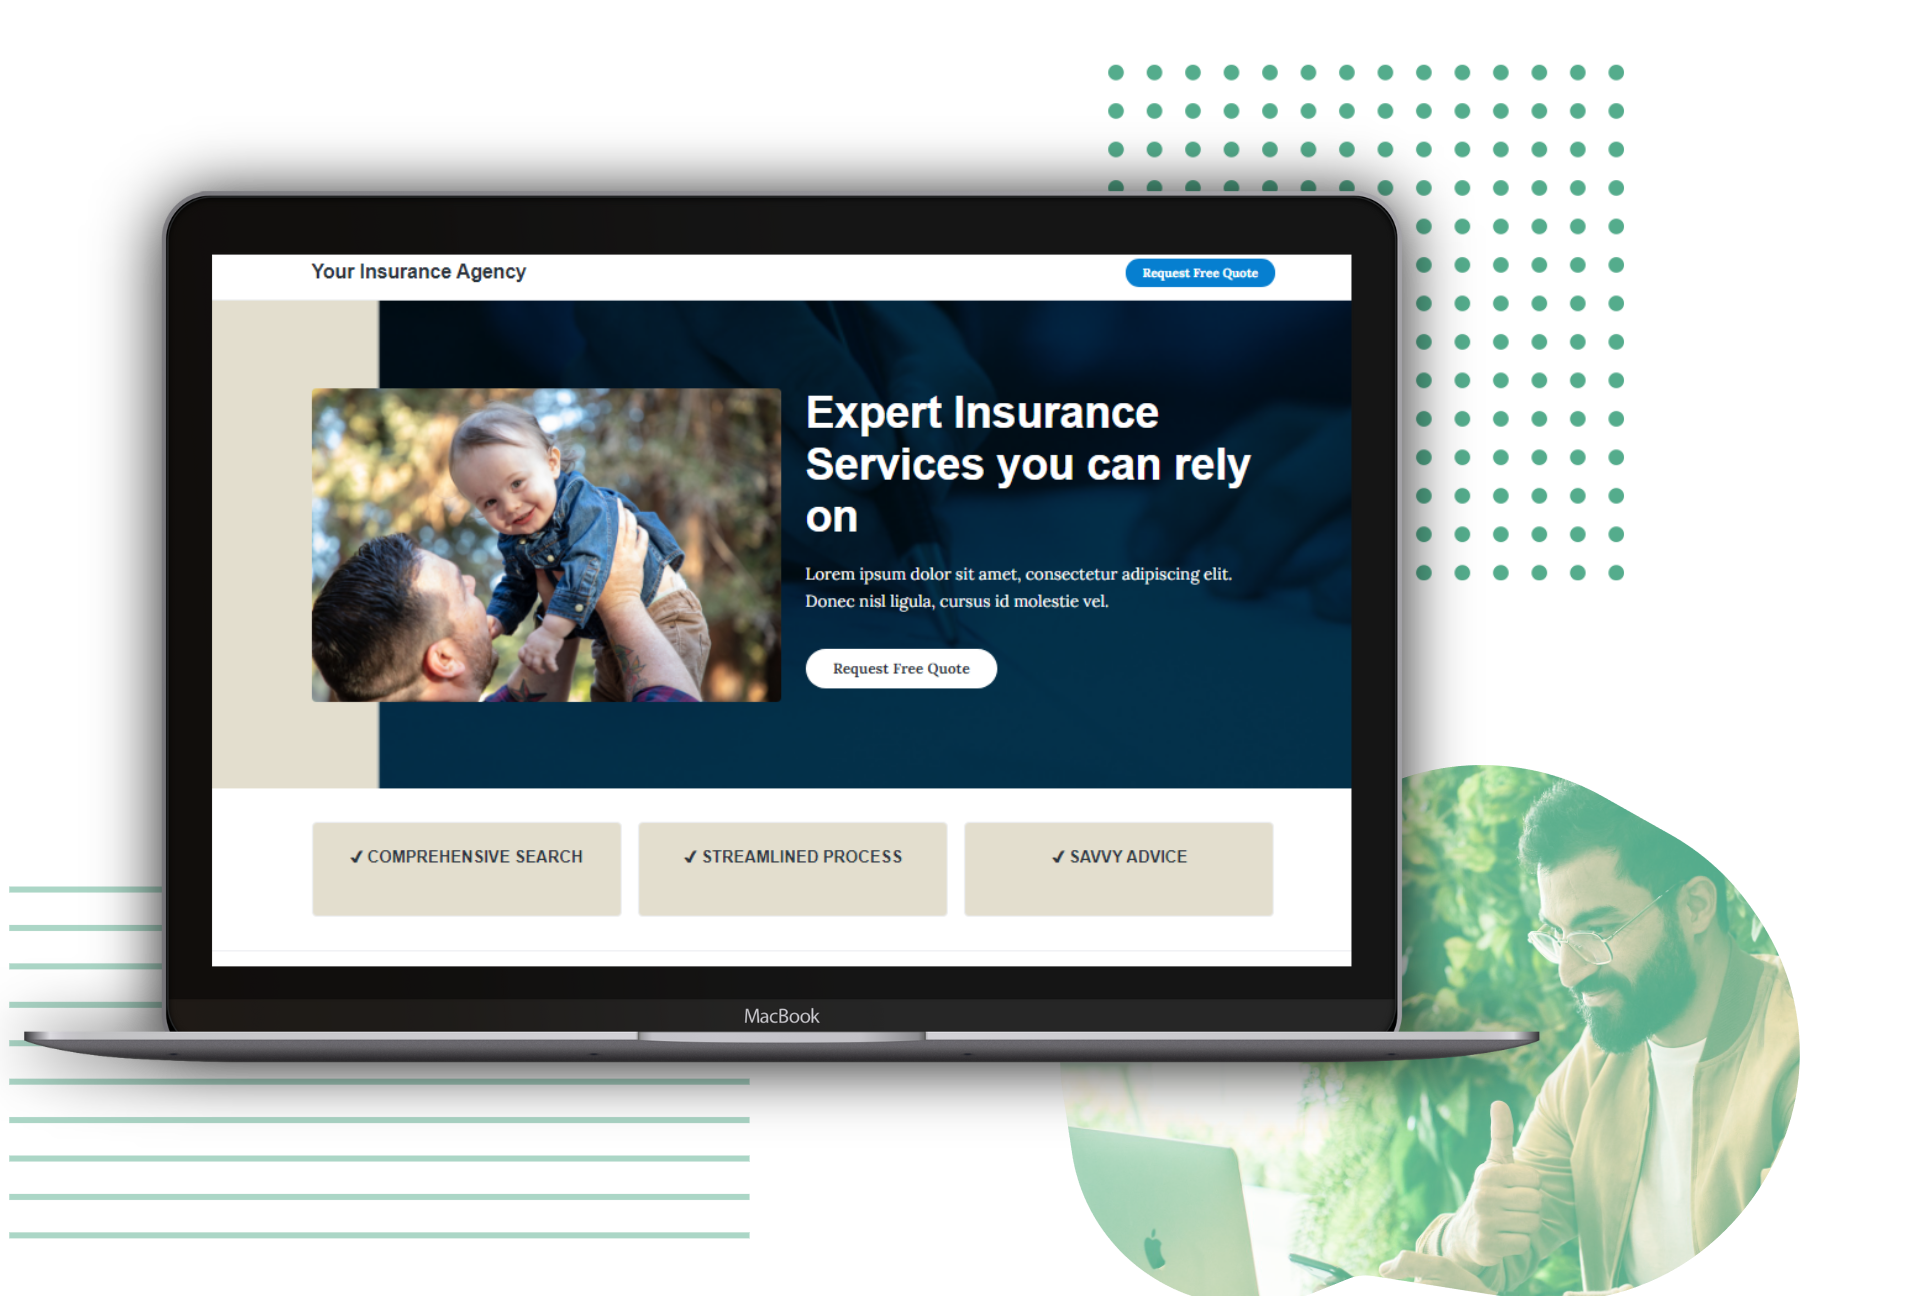 Your Insurance Agency
Request Free Quote
Expert Insurance
Services you can rely
on
Lorem ipsum dolor sit amet, consectetur adipiscing elit.
Donec nisl ligula, cursus id molestie vel.
Request Free Quote
✓ COMPREHENSIVE SEARCH
✓ STREAMLINED PROCESS
✓ SAVVY ADVICE
MacBook